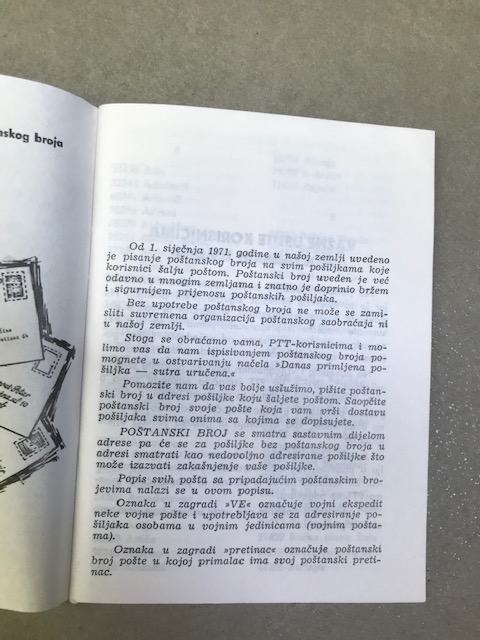 nskog broja
Od 1. siječnja 1971. godine u našoj zemlji uvedeno
je pisanje poštanskog broja na svim pošiljkama koje
korisnici šalju poštom. Poštanski broj uveden je već
odavno u mnogim zemljama i znatno je doprinio bržem
i sigurnijem prijenosu poštanskih pošiljaka.
Bez upotrebe poštanskog broja ne može se zami-
sliti suvremena organizacija poštanskog saobraćaja ni
u našoj zemlji.
Stoga se obraćamo vama, PTT-korisnicima i mo-
limo vas da nam ispisivanjem poštanskog broja po-
mognete u ostvarivanju načela »Danas primljena po-
šiljka — sutra uručena.«
Pomozite nam da vas bolje uslužimo, pišite poštan-
ski broj u adresi pošiljke koju šaljete poštom. Saopćite
poštanski broj svoje pošte koja vam vrši dostavu
pošiljaka svima onima sa kojima se dopisujete.
POŠTANSKI BROJ se smatra sastavnim dijelom
adrese pa će se za pošiljke bez poštanskog broja u
adresi smatrati kao nedovoljno adresirane pošiljke što
može izazvati zakašnjenje vaše pošiljke.
Popis svih pošta sa pripadajućim poštanskim bro-
jevima nalazi se u ovom popisu.
Oznaka u zagradi »VE« označuje vojni ekspedit
neke vojne pošte i upotrebljava se za adresiranje po-
šiljaka osobama u vojnim jedinicama (vojnim pošta-
ma).
Oznaka u zagradi »pretinac« označuje poštanski
broj pošte u kojoj primalac ima svoj poštanski preti-
nac.